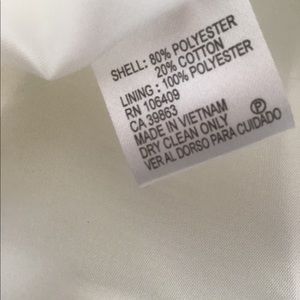 SHELL: 80% POLYESTER
20% COTTON
LINING : 100% POLYESTER
RN 106409
CA 39863
MADE IN VIETNAM
DRY CLEAN ONLY
VER AL DORSO PARA CUIDADO
P